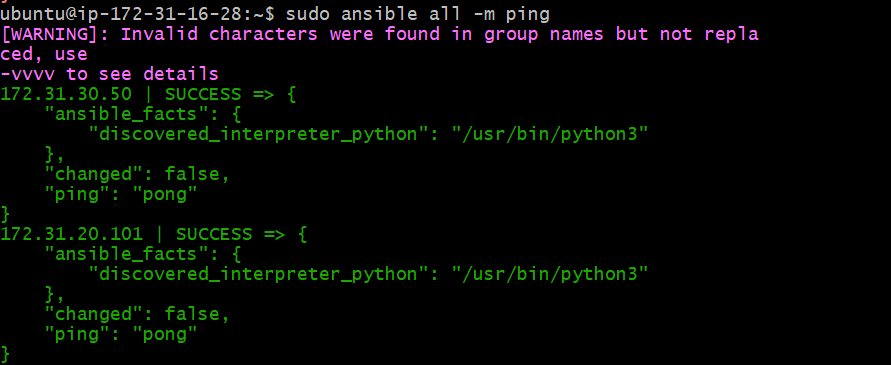 ubuntu@ip-172-31-16-28:~$ sudo ansible all -m ping
[WARNING]: Invalid characters were found in group names but not repla
ced, use
-vvvv to see details
172.31.30.50 | SUCCESS => {
    "ansible_facts": {
        "discovered_interpreter_python": "/usr/bin/python3"
    },
    "changed": false,
    "ping": "pong"
}
172.31.20.101 | SUCCESS => {
    "ansible_facts": {
        "discovered_interpreter_python": "/usr/bin/python3"
    },
    "changed": false,
    "ping": "pong"
}